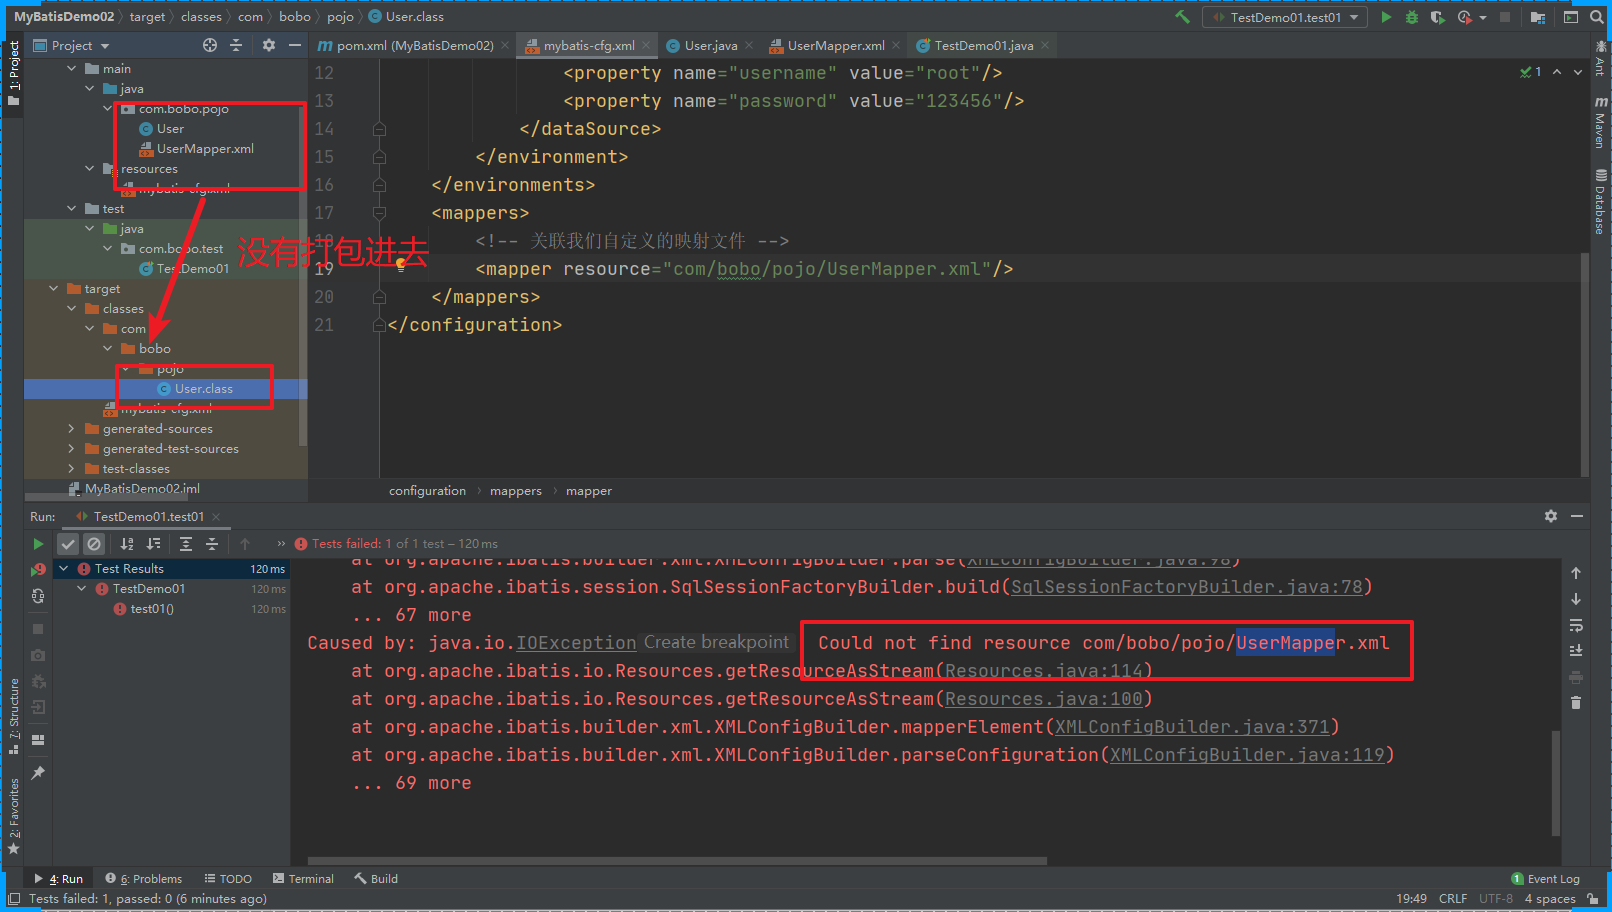 MyBatisDemo02 〉 target 〉 classes 〉 com 〉 bobo 〉 pojo 〉 User.class
TestDemo01.test01
1: Project
Project
pom.xml (MyBatisDemo02)
mybatis-cfg.xml
User.java
UserMapper.xml
TestDemo01.java
main
java
com.bobo.pojo
User
UserMapper.xml
resources
mybatis-cfg.xml
test
java
com.bobo.test
TestDemo01
target
classes
com
bobo
pojo
User.class
mybatis-cfg.xml
generated-sources
generated-test-sources
test-classes
MyBatisDemo02.iml
没有打包进去
12 <property name="username" value="root"/>
13 <property name="password" value="123456"/>
14 </dataSource>
15 </environment>
16 </environments>
17 <mappers>
18 <!-- 关联我们自定义的映射文件 -->
19 <mapper resource="com/bobo/pojo/UserMapper.xml"/>
20 </mappers>
21 </configuration>
1
configuration 〉 mappers 〉 mapper
Ant
Maven
Database
Run: TestDemo01.test01
Tests failed: 1 of 1 test – 120 ms
Test Results 120 ms
TestDemo01 120 ms
test01() 120 ms
at org.apache.ibatis.builder.xml.XMLConfigBuilder.parse(XMLConfigBuilder.java:98)
at org.apache.ibatis.session.SqlSessionFactoryBuilder.build(SqlSessionFactoryBuilder.java:78)
... 67 more
Caused by: java.io.IOException Create breakpoint Could not find resource com/bobo/pojo/UserMapper.xml
at org.apache.ibatis.io.Resources.getResourceAsStream(Resources.java:114)
at org.apache.ibatis.io.Resources.getResourceAsStream(Resources.java:100)
at org.apache.ibatis.builder.xml.XMLConfigBuilder.mapperElement(XMLConfigBuilder.java:371)
at org.apache.ibatis.builder.xml.XMLConfigBuilder.parseConfiguration(XMLConfigBuilder.java:119)
... 69 more
7: Structure
2: Favorites
4: Run
6: Problems
TODO
Terminal
Build
1 Event Log
Tests failed: 1, passed: 0 (6 minutes ago)
19:49 CRLF UTF-8 4 spaces